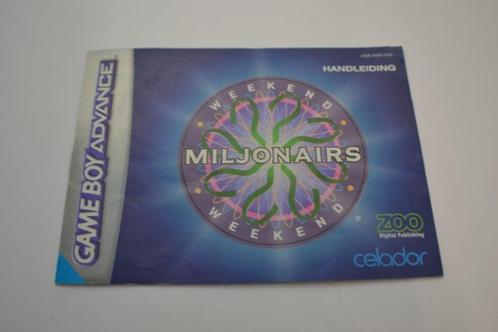 HANDLEIDING
GAME BOY ADVANCE
WEEKEND
MILJONAIRS
WEEKEND
ZOO
Digital Publishing
celador